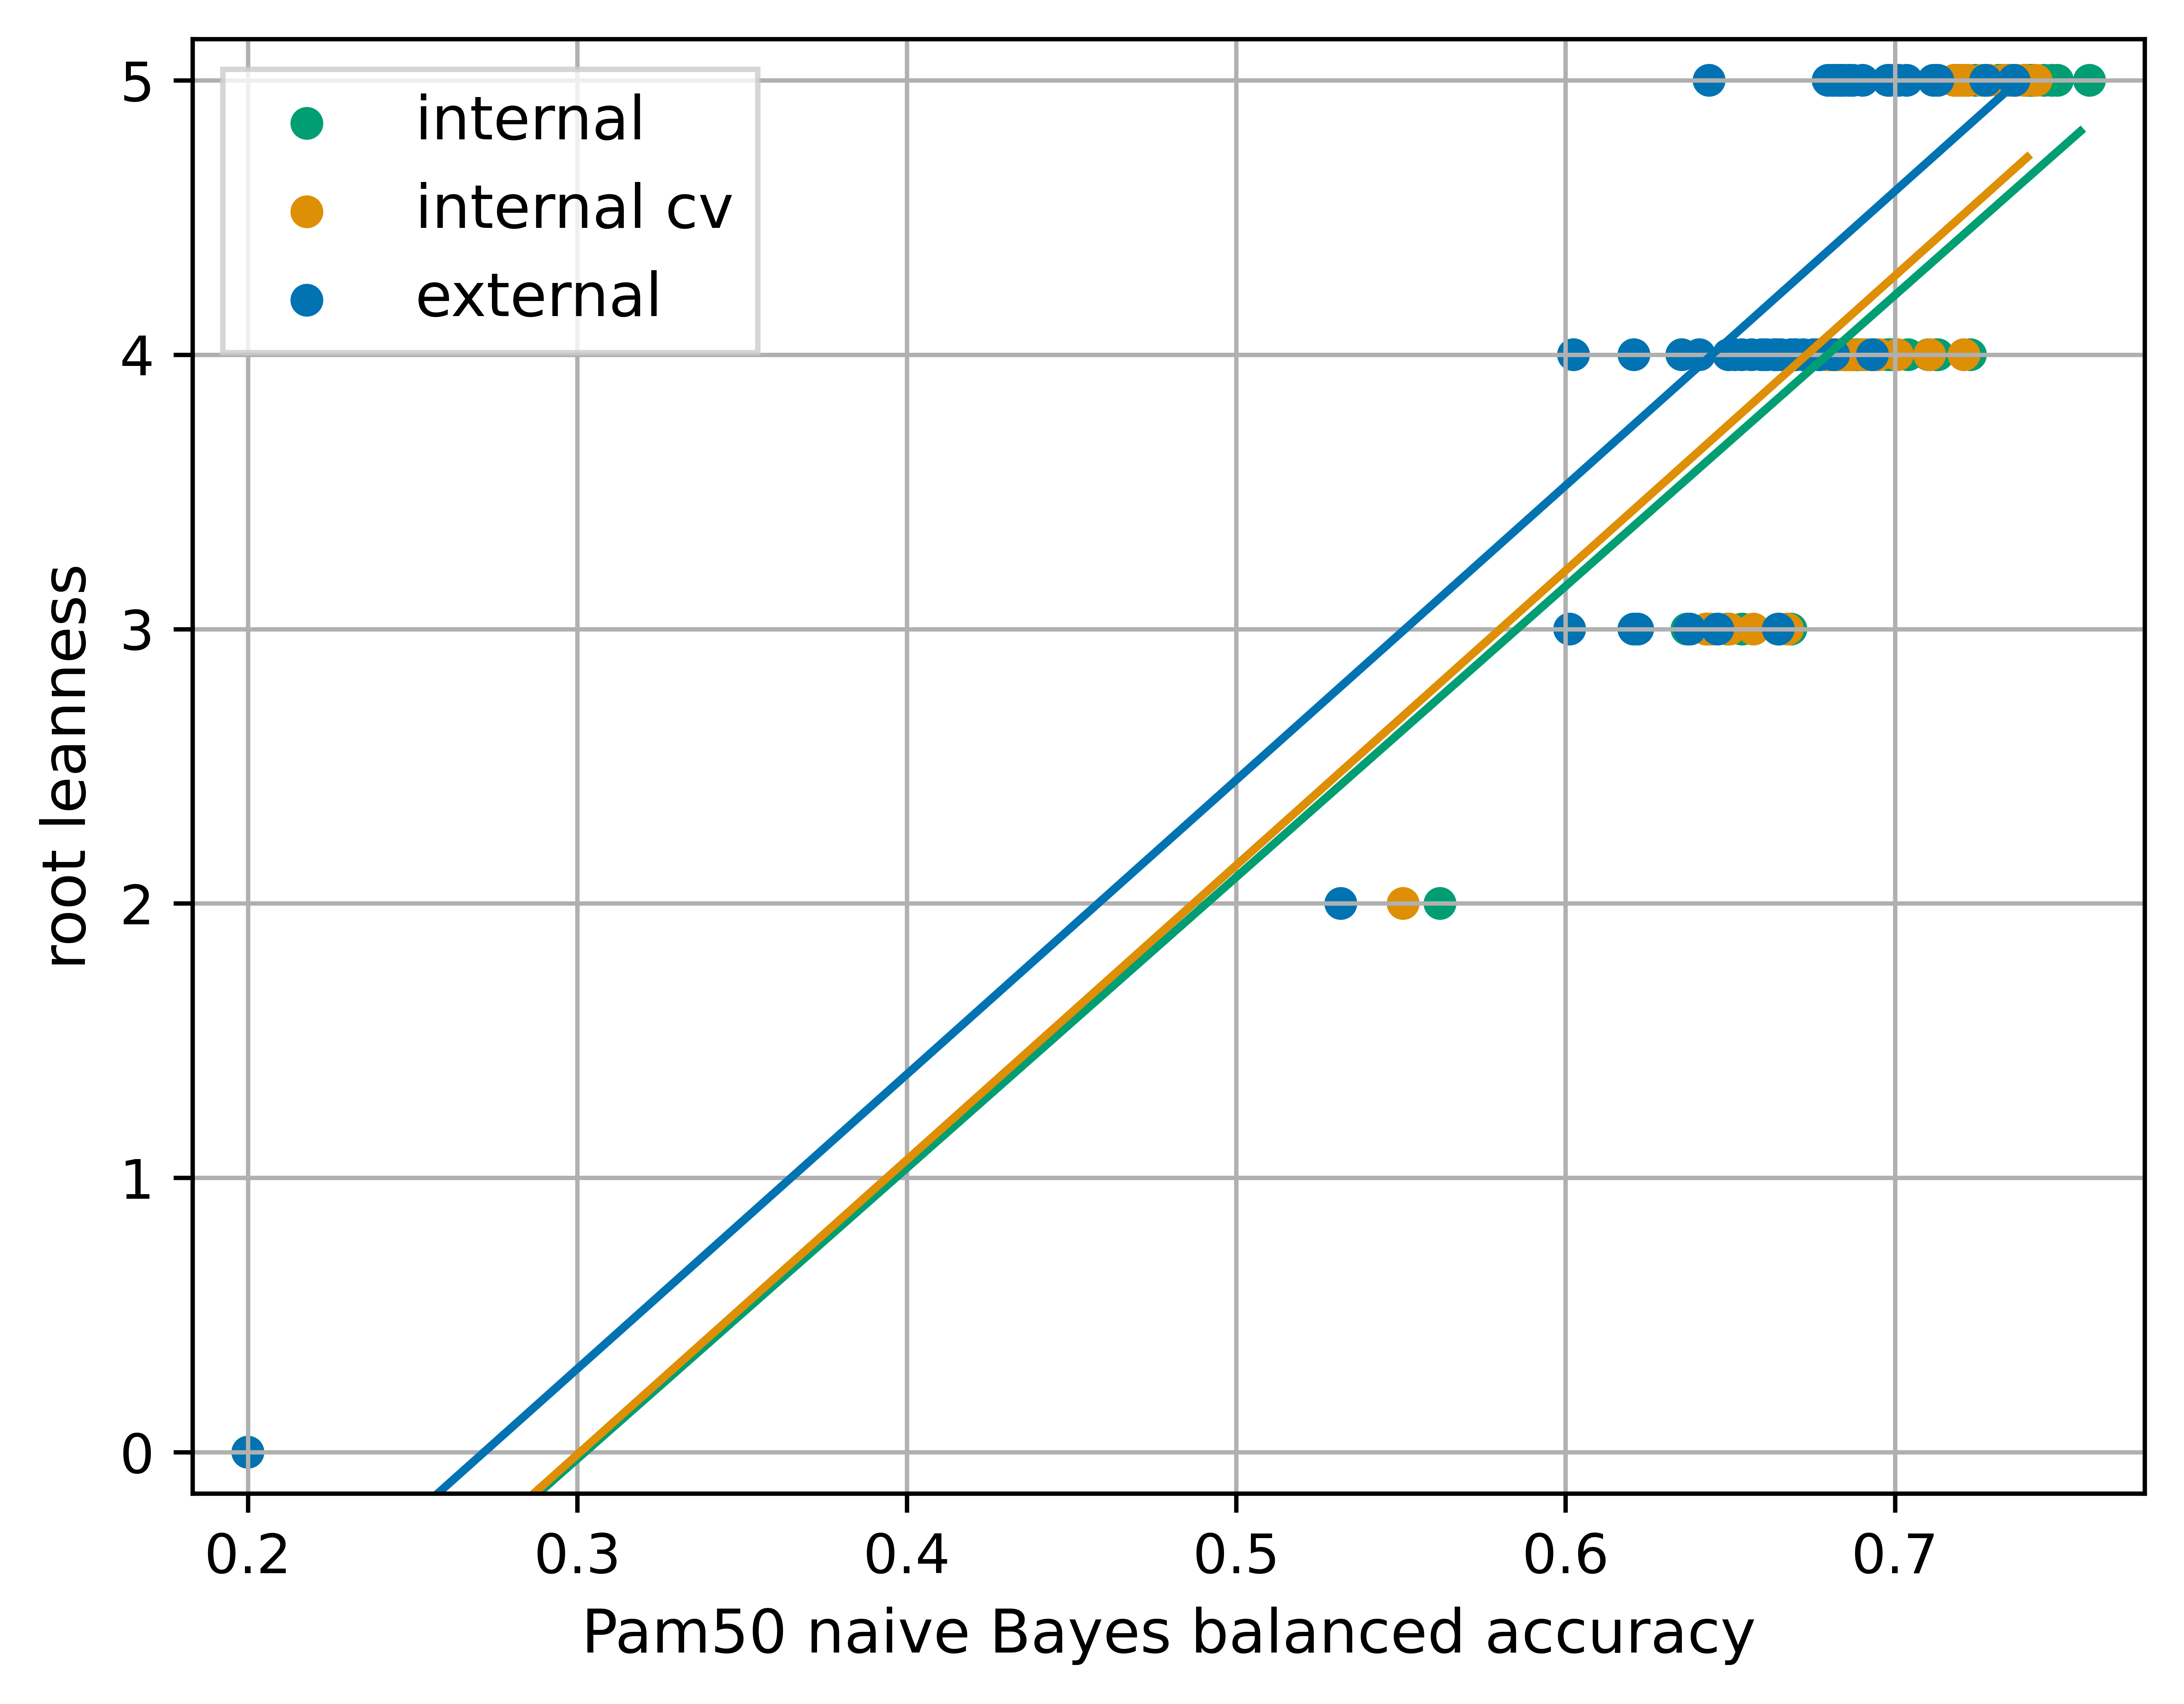 5
4
3
2
1
0
root leanness
internal
internal cv
external
0.2 0.3 0.4 0.5 0.6 0.7
Pam50 naive Bayes balanced accuracy